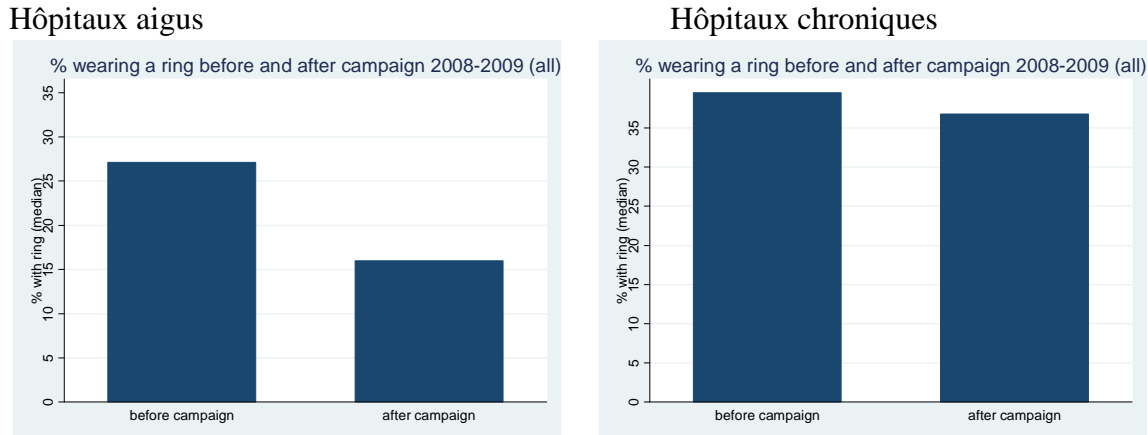 Hôpitaux aigus
% wearing a ring before and after campaign 2008-2009 (all)
% with ring (median)
35
30
25
20
15
10
5
0
before campaign after campaign
Hôpitaux chroniques
% wearing a ring before and after campaign 2008-2009 (all)
% with ring (median)
35
30
25
20
15
10
5
0
before campaign after campaign